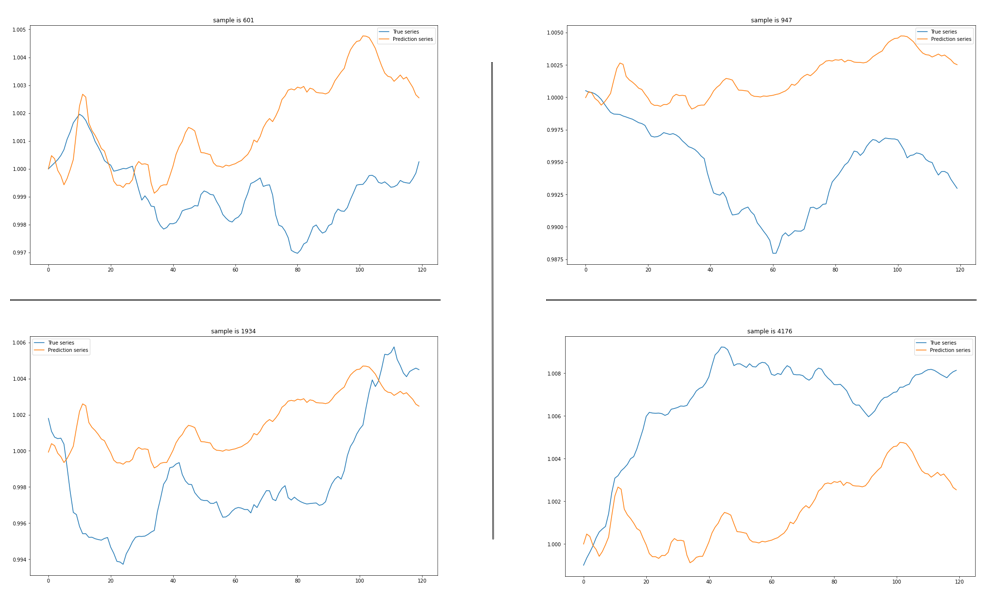 sample is 601
1.005
1.004
1.003
1.002
1.001
1.000
0.999
0.998
0.997
0 20 40 60 80 100 120
True series
Prediction series
sample is 947
1.0050
1.0025
1.0000
0.9975
0.9950
0.9925
0.9900
0.9875
0 20 40 60 80 100 120
True series
Prediction series
sample is 1934
1.006
1.004
1.002
1.000
0.998
0.996
0.994
0 20 40 60 80 100 120
True series
Prediction series
sample is 4176
1.008
1.006
1.004
1.002
1.000
0 20 40 60 80 100 120
True series
Prediction series